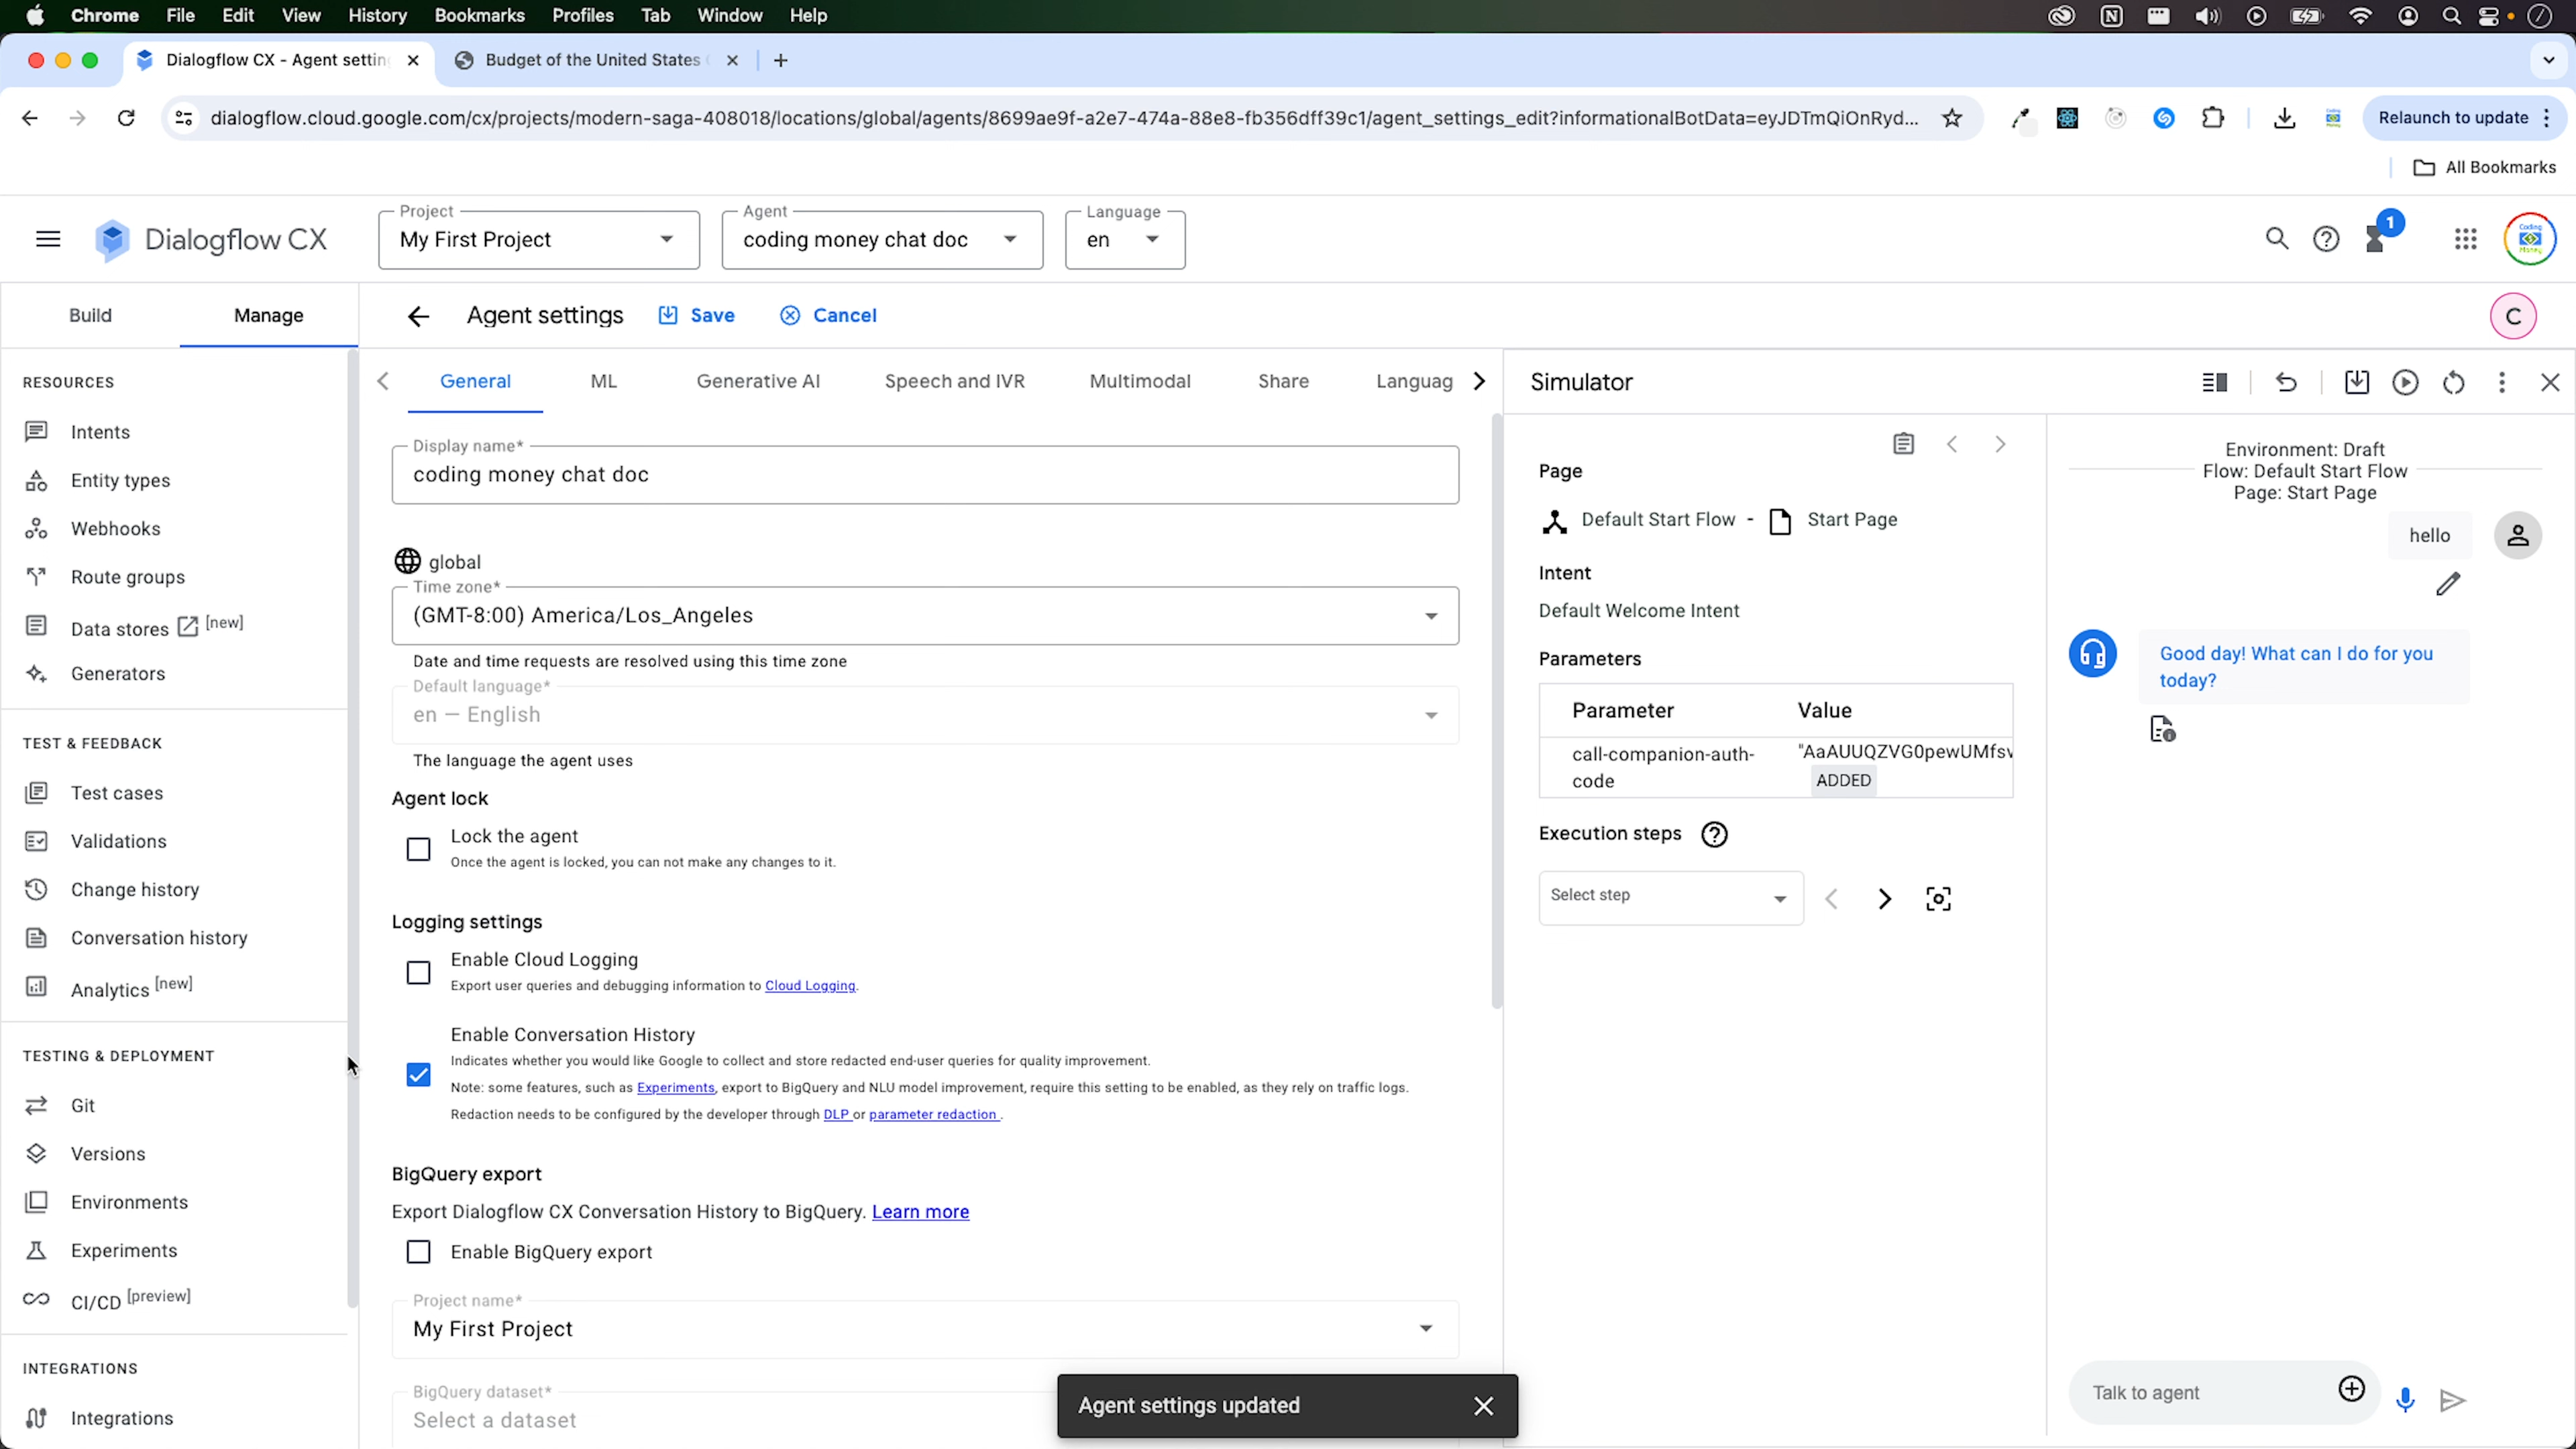 Chrome File Edit View History Bookmarks Profiles Tab Window Help
Dialogflow CX - Agent settin
Budget of the United States
dialogflow.cloud.google.com/cx/projects/modern-saga-408018/locations/global/agents/8699ae9f-a2e7-474a-88e8-fb356dff39c1/agent_settings_edit?informationalBotData=eyJDTmQiOnRyd...
Relaunch to update
All Bookmarks
Dialogflow CX
Project
My First Project
Agent
coding money chat doc
Language
en
1
Coding
Money
Build
Manage
Agent settings
Save
Cancel
C
RESOURCES
Intents
Entity types
Webhooks
Route groups
Data stores [new]
Generators
TEST & FEEDBACK
Test cases
Validations
Change history
Conversation history
Analytics [new]
TESTING & DEPLOYMENT
Git
Versions
Environments
Experiments
CI/CD [preview]
INTEGRATIONS
Integrations
General
ML
Generative AI
Speech and IVR
Multimodal
Share
Languag
Display name*
coding money chat doc
global
Time zone*
(GMT-8:00) America/Los_Angeles
Date and time requests are resolved using this time zone
Default language*
en — English
The language the agent uses
Agent lock
Lock the agent
Once the agent is locked, you can not make any changes to it.
Logging settings
Enable Cloud Logging
Export user queries and debugging information to Cloud Logging.
Enable Conversation History
Indicates whether you would like Google to collect and store redacted end-user queries for quality improvement.
Note: some features, such as Experiments, export to BigQuery and NLU model improvement, require this setting to be enabled, as they rely on traffic logs.
Redaction needs to be configured by the developer through DLP or parameter redaction .
BigQuery export
Export Dialogflow CX Conversation History to BigQuery. Learn more
Enable BigQuery export
Project name*
My First Project
BigQuery dataset*
Select a dataset
Agent settings updated
Simulator
Page
Default Start Flow - Start Page
Intent
Default Welcome Intent
Parameters
Parameter Value
call-companion-auth-
code
"AaAUUQZVG0pewUMfsv
ADDED
Execution steps
Select step
Environment: Draft
Flow: Default Start Flow
Page: Start Page
hello
Good day! What can I do for you
today?
Talk to agent